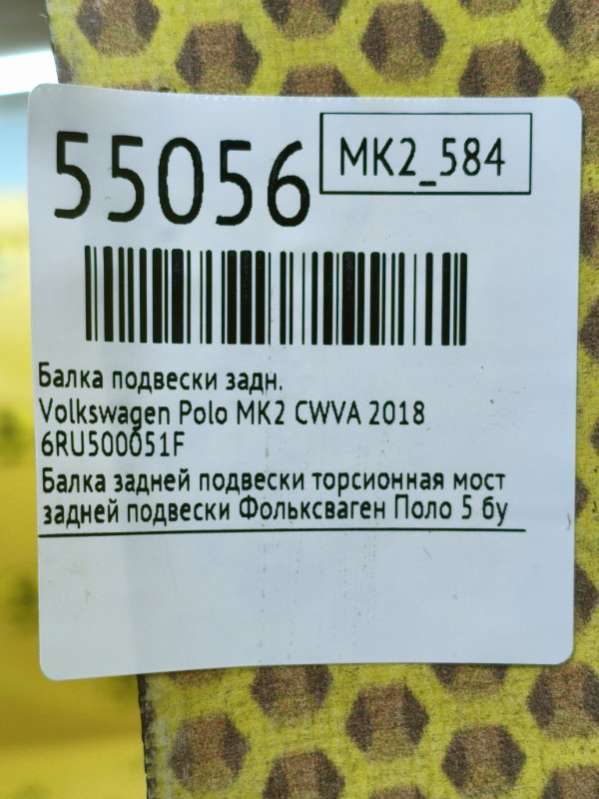 55056
MK2_584
Балка подвески задн.
Volkswagen Polo MK2 CWVA 2018
6RU500051F
Балка задней подвески торсионная мост
задней подвески Фольксваген Поло 5 бу